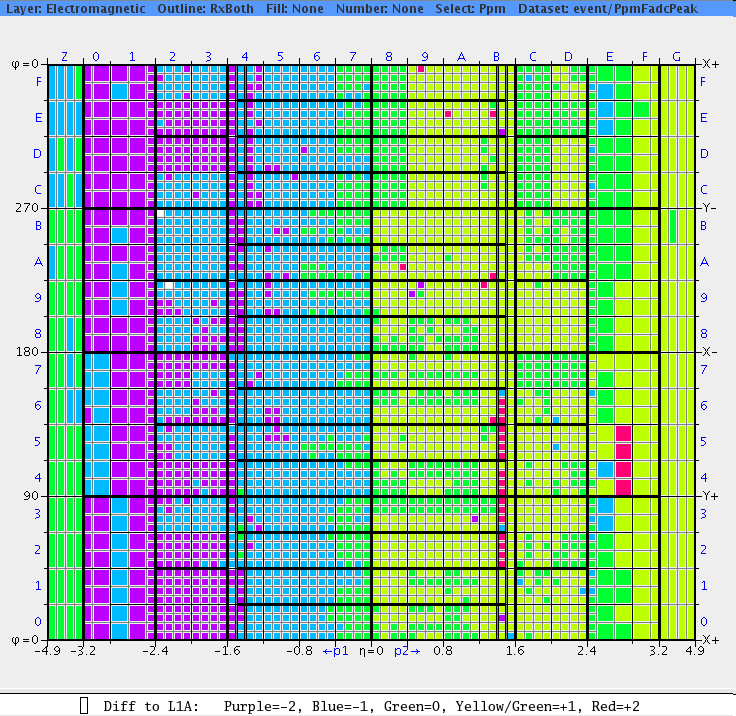 Layer: Electromagnetic Outline: RxBoth Fill: None Number: None Select: Ppm Dataset: event/PpmFadcPeak
Z 0 1 2 3 4 5 6 7 8 9 A B C D E F G
φ=0 X+
F F
E E
D D
C C
270 Y-
B B
A A
9 9
8 8
180 X-
7 7
6 6
5 5
4 4
90 Y+
3 3
2 2
1 1
0 0
φ=0 X+
-4.9 -3.2 -2.4 -1.6 -0.8 ←p1 η=0 p2→ 0.8 1.6 2.4 3.2 4.9
Diff to L1A: Purple=-2, Blue=-1, Green=0, Yellow/Green=+1, Red=+2